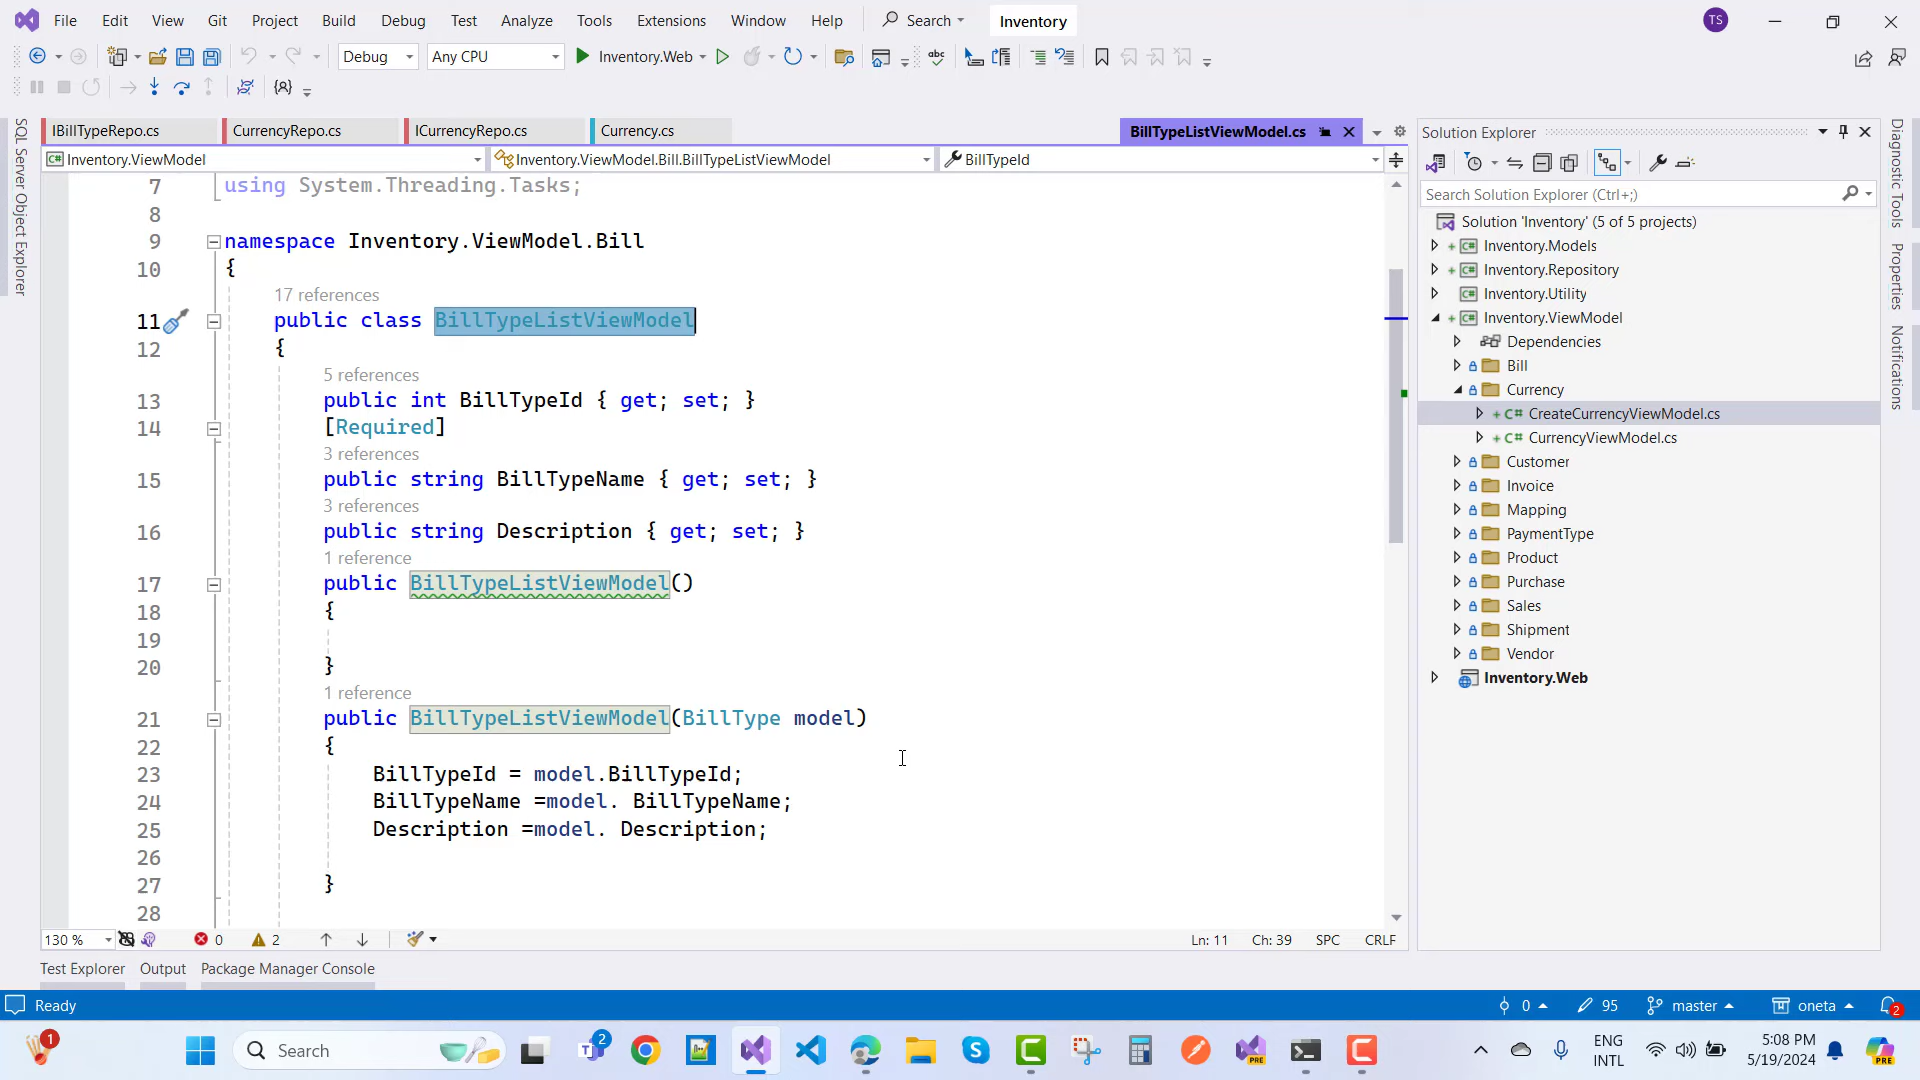 File Edit View Git Project Build Debug Test Analyze Tools Extensions Window Help Search Inventory TS
Debug Any CPU Inventory.Web
IBillTypeRepo.cs CurrencyRepo.cs ICurrencyRepo.cs Currency.cs BillTypeListViewModel.cs
Inventory.ViewModel Inventory.ViewModel.Bill.BillTypeListViewModel BillTypeId
7 using System.Threading.Tasks;
8
9 namespace Inventory.ViewModel.Bill
10 {
17 references
11 public class BillTypeListViewModel
12 {
5 references
13 public int BillTypeId { get; set; }
14 [Required]
3 references
15 public string BillTypeName { get; set; }
3 references
16 public string Description { get; set; }
1 reference
17 public BillTypeListViewModel()
18 {
19
20 }
1 reference
21 public BillTypeListViewModel(BillType model)
22 {
23 BillTypeId = model.BillTypeId;
24 BillTypeName =model. BillTypeName;
25 Description =model. Description;
26
27 }
28
130 % 0 2 Ln: 11 Ch: 39 SPC CRLF
Test Explorer Output Package Manager Console
SQL Server Object Explorer
Solution Explorer
Search Solution Explorer (Ctrl+;)
Solution 'Inventory' (5 of 5 projects)
Inventory.Models
Inventory.Repository
Inventory.Utility
Inventory.ViewModel
Dependencies
Bill
Currency
CreateCurrencyViewModel.cs
CurrencyViewModel.cs
Customer
Invoice
Mapping
PaymentType
Product
Purchase
Sales
Shipment
Vendor
Inventory.Web
Diagnostic Tools
Properties
Notifications
Ready 0 95 master oneta 2
1 Search 2 PRE ENG
INTL
5:08 PM
5/19/2024
PRE